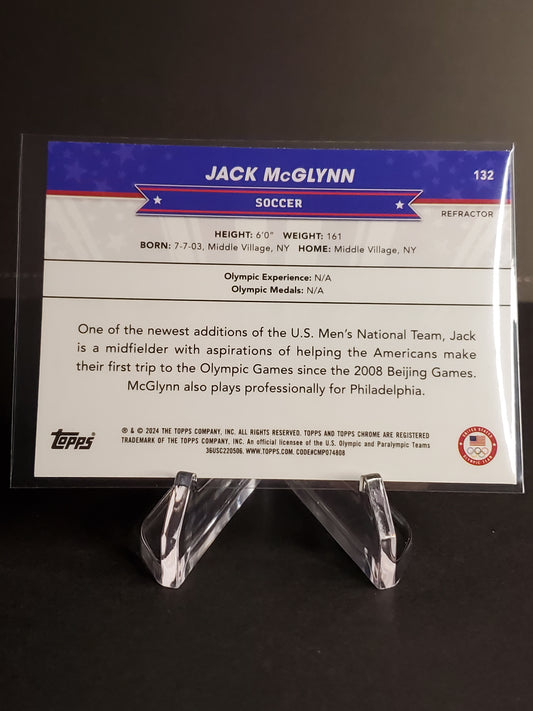 JACK McGLYNN 132
SOCCER
REFRACTOR
HEIGHT: 6'0" WEIGHT: 161
BORN: 7-7-03, Middle Village, NY HOME: Middle Village, NY
Olympic Experience: N/A
Olympic Medals: N/A
One of the newest additions of the U.S. Men's National Team, Jack
is a midfielder with aspirations of helping the Americans make
their first trip to the Olympic Games since the 2008 Beijing Games.
McGlynn also plays professionally for Philadelphia.
Topps
® & © 2024 THE TOPPS COMPANY, INC. ALL RIGHTS RESERVED. TOPPS AND TOPPS CHROME ARE REGISTERED
TRADEMARK OF THE TOPPS COMPANY, INC. An official licensee of the U.S. Olympic and Paralympic Teams
36USC220506. WWW.TOPPS.COM. CODE#CMP074808
UNITED STATES
OLYMPIC TEAM